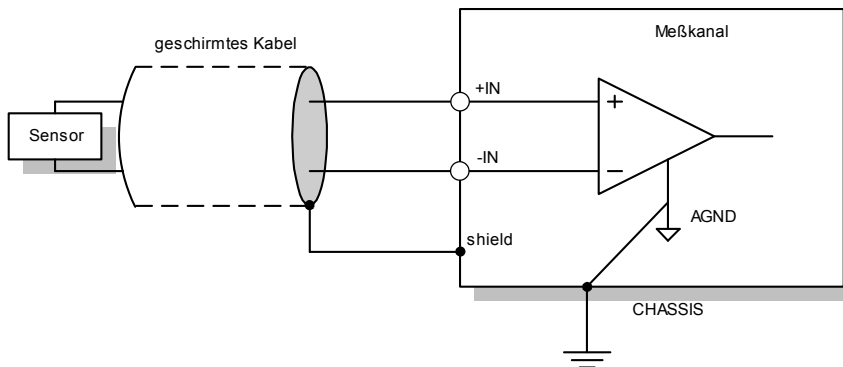 Meßkanal
geschirmtes Kabel
+IN
+
Sensor
-IN
−
AGND
shield
CHASSIS